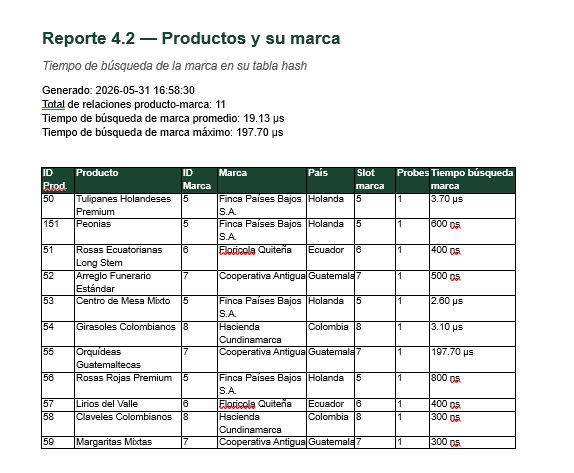 Reporte 4.2 — Productos y su marca
Tiempo de búsqueda de la marca en su tabla hash
Generado: 2026-05-31 16:58:30
Total de relaciones producto-marca: 11
Tiempo de búsqueda de marca promedio: 19.13 µs
Tiempo de búsqueda de marca máximo: 197.70 µs
ID Prod. Producto ID Marca Marca País Slot marca Probes Tiempo búsqueda marca
50 Tulipanes Holandeses Premium 5 Finca Países Bajos S.A. Holanda 5 1 3.70 µs
151 Peonias 5 Finca Países Bajos S.A. Holanda 5 1 600 ns
51 Rosas Ecuatorianas Long Stem 6 Floricola Quiteña Ecuador 6 1 400 ns
52 Arreglo Funerario Estándar 7 Cooperativa Antigua Guatemala 7 1 500 ns
53 Centro de Mesa Mixto 5 Finca Países Bajos S.A. Holanda 5 1 2.60 µs
54 Girasoles Colombianos 8 Hacienda Cundinamarca Colombia 8 1 3.10 µs
55 Orquídeas Guatemaltecas 7 Cooperativa Antigua Guatemala 7 1 197.70 µs
56 Rosas Rojas Premium 5 Finca Países Bajos S.A. Holanda 5 1 800 ns
57 Lirios del Valle 6 Floricola Quiteña Ecuador 6 1 400 ns
58 Claveles Colombianos 8 Hacienda Cundinamarca Colombia 8 1 300 ns
59 Margaritas Mixtas 7 Cooperativa Antigua Guatemala 7 1 300 ns